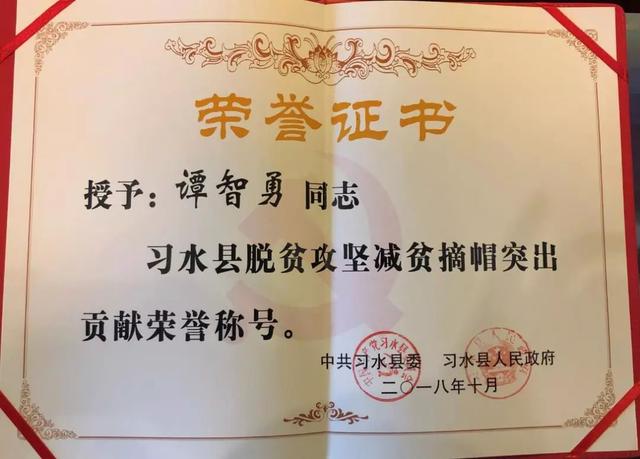 荣誉证书
授予：谭智勇 同志
习水县脱贫攻坚减贫摘帽突出
贡献荣誉称号。
中共习水县委 习水县人民政府
二〇一八年十月